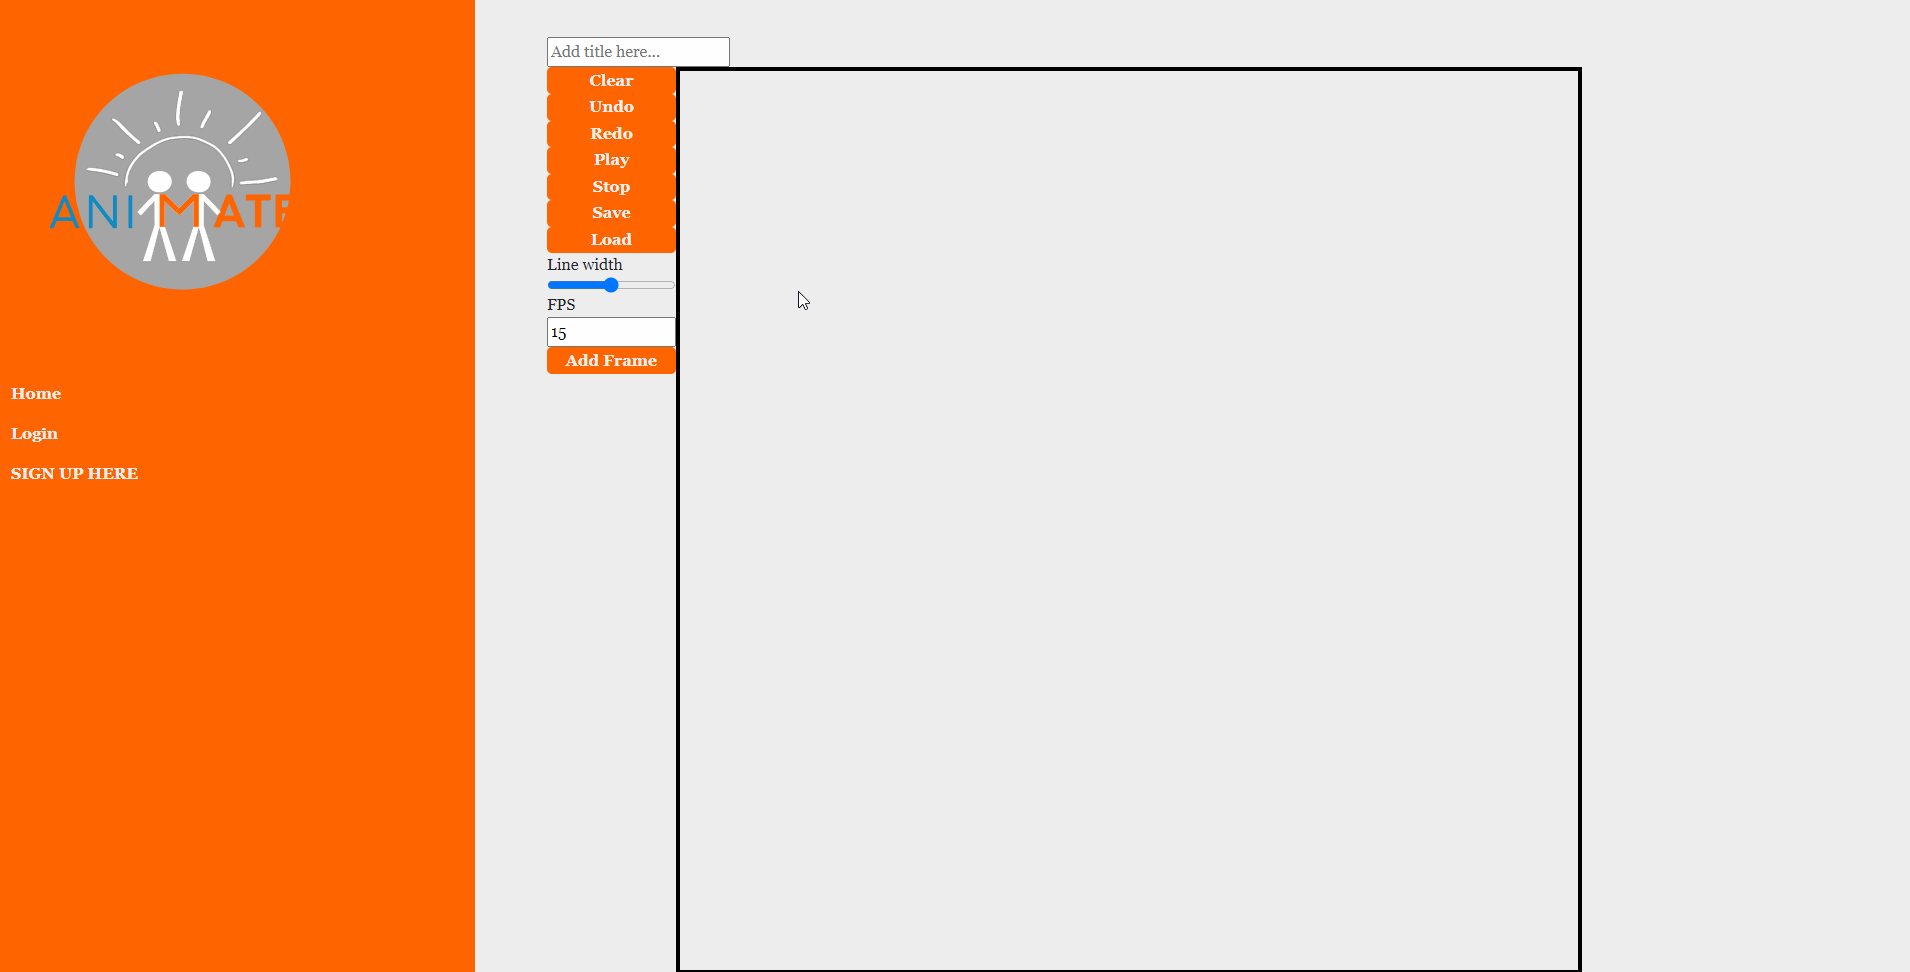 ANIMATE
Home
Login
SIGN UP HERE
Add title here...
Clear
Undo
Redo
Play
Stop
Save
Load
Line width
FPS
15
Add Frame